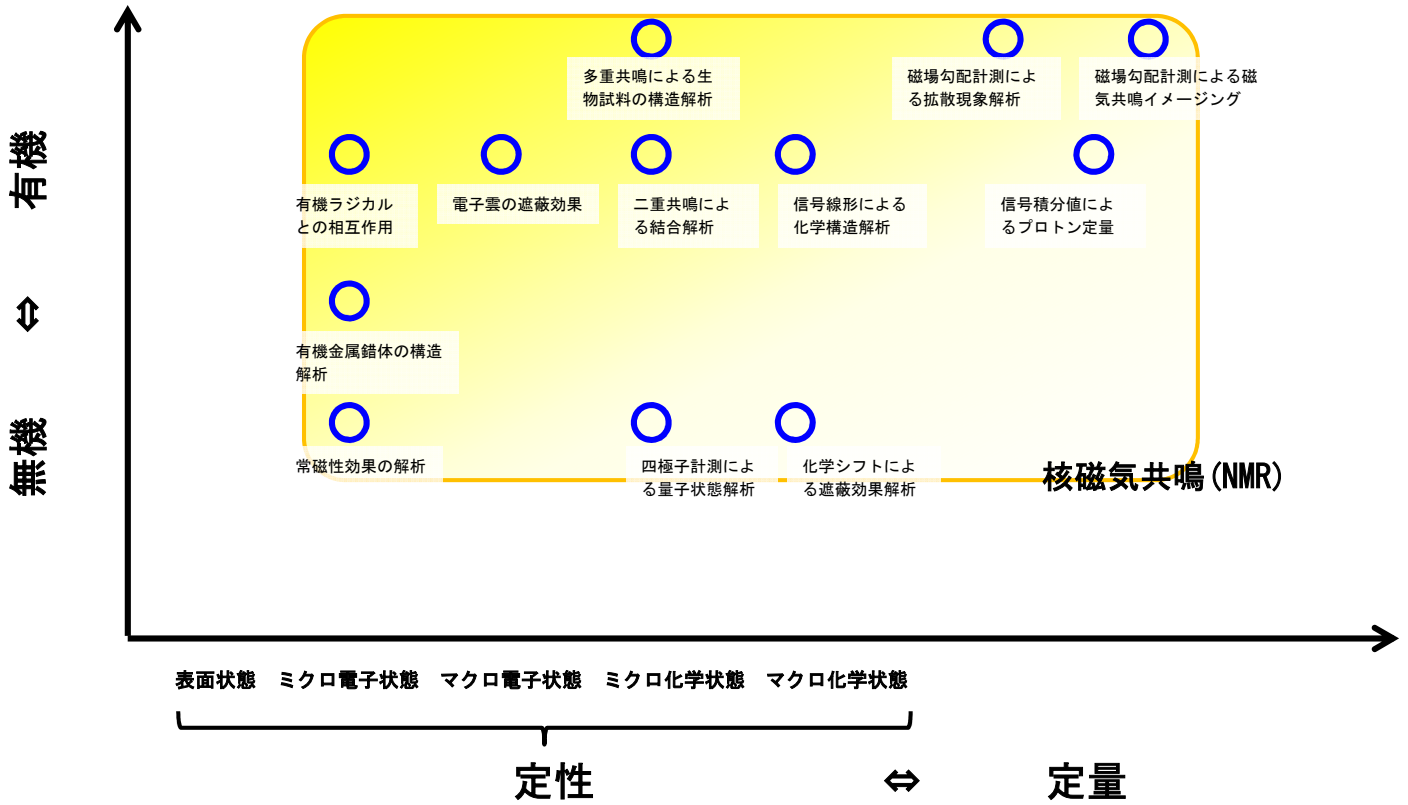 多重共鳴による生
物試料の構造解析
磁場勾配計測によ
る拡散現象解析
磁場勾配計測による磁
気共鳴イメージング
有機
有機ラジカル
との相互作用
電子雲の遮蔽効果
二重共鳴によ
る結合解析
信号線形による
化学構造解析
信号積分値によ
るプロトン定量
⇔
有機金属錯体の構造
解析
無機
常磁性効果の解析
四極子計測によ
る量子状態解析
化学シフトによ
る遮蔽効果解析
核磁気共鳴(NMR)
表面状態 ミクロ電子状態 マクロ電子状態 ミクロ化学状態 マクロ化学状態
定性 ⇔ 定量